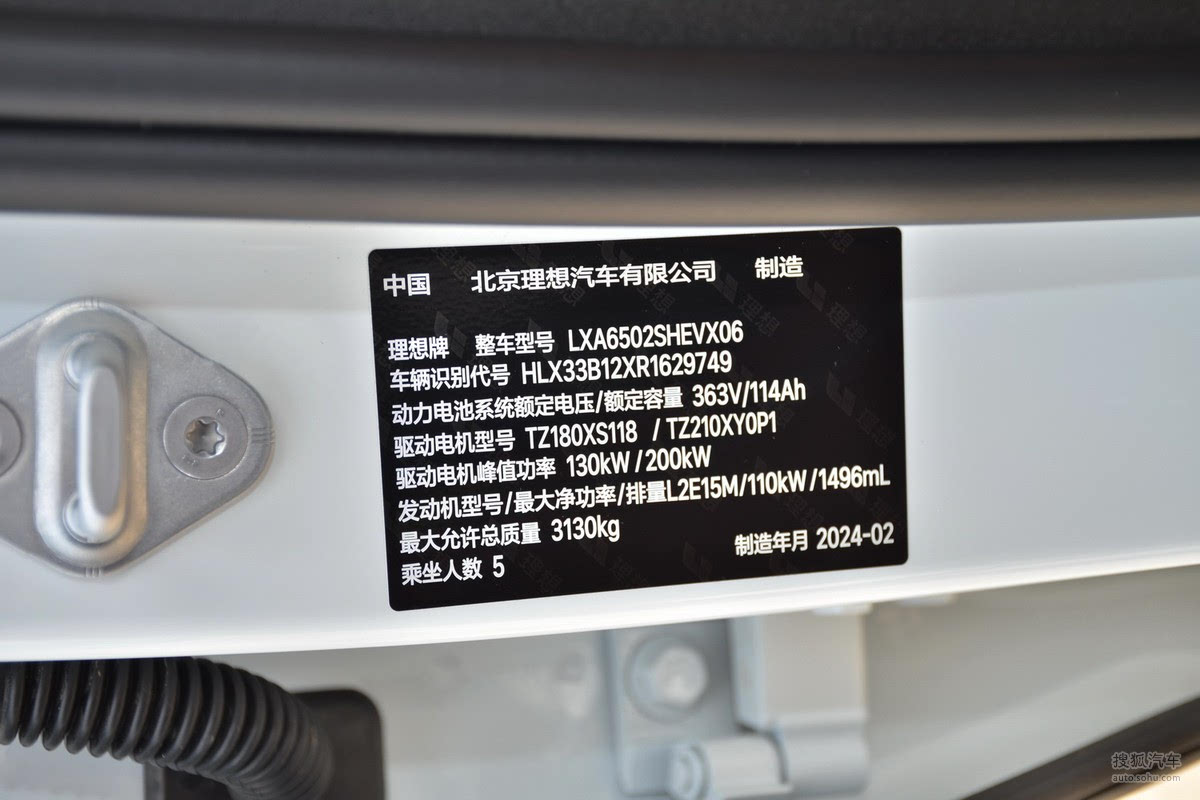 中国 北京理想汽车有限公司 制造
理想牌 整车型号 LXA6502SHEVX06
车辆识别代号 HLX33B12XR1629749
动力电池系统额定电压/额定容量 363V/114Ah
驱动电机型号 TZ180XS118 /TZ210XY0P1
驱动电机峰值功率 130kW/200kW
发动机型号/最大净功率/排量L2E15M/110kW/1496mL
最大允许总质量 3130kg
乘坐人数 5 制造年月 2024-02
搜狐汽车
auto.sohu.com